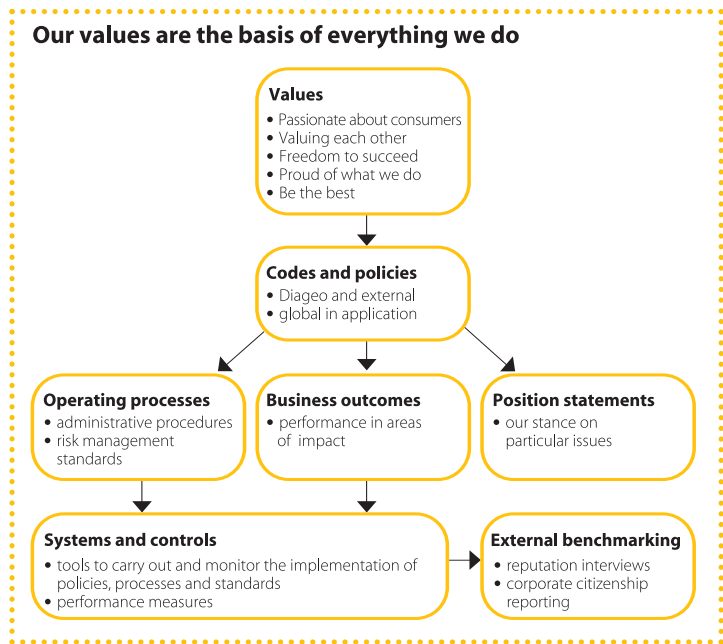 Our values are the basis of everything we do
Values
• Passionate about consumers
• Valuing each other
• Freedom to succeed
• Proud of what we do
• Be the best
Codes and policies
• Diageo and external
• global in application
Operating processes
• administrative procedures
• risk management
standards
Business outcomes
• performance in areas
of impact
Position statements
• our stance on
particular issues
Systems and controls
• tools to carry out and monitor the implementation of
policies, processes and standards
• performance measures
External benchmarking
• reputation interviews
• corporate citizenship
reporting